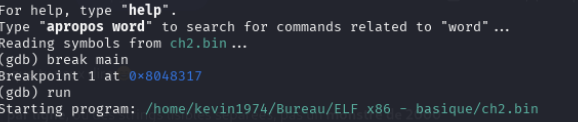 For help, type "help".
Type "apropos word" to search for commands related to "word"...
Reading symbols from ch2.bin...
(gdb) break main
Breakpoint 1 at 0x8048317
(gdb) run
Starting program: /home/kevin1974/Bureau/ELF x86 - basique/ch2.bin